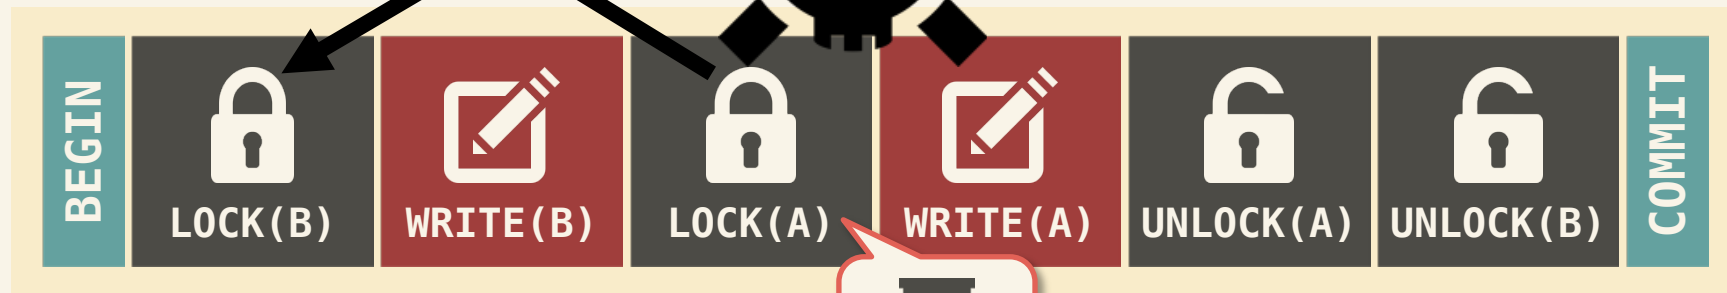 BEGIN
LOCK(B)
WRITE(B)
LOCK(A)
WRITE(A)
UNLOCK(A)
UNLOCK(B)
COMMIT